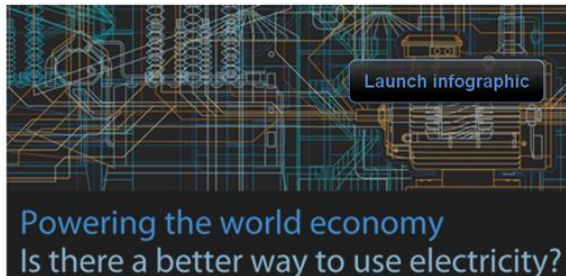 Launch infographic
Powering the world economy
Is there a better way to use electricity?